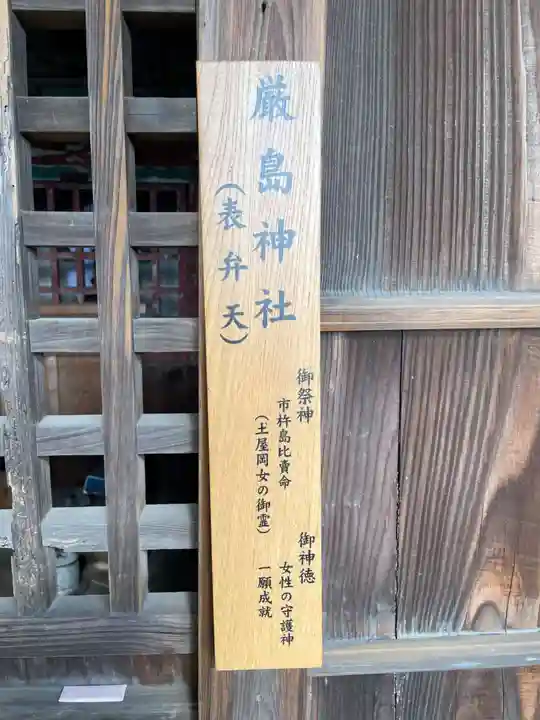 厳島神社
(表弁天)
御祭神
市杵島比賣命
(土屋岡女の御霊)
御神徳
女性の守護神
一願成就